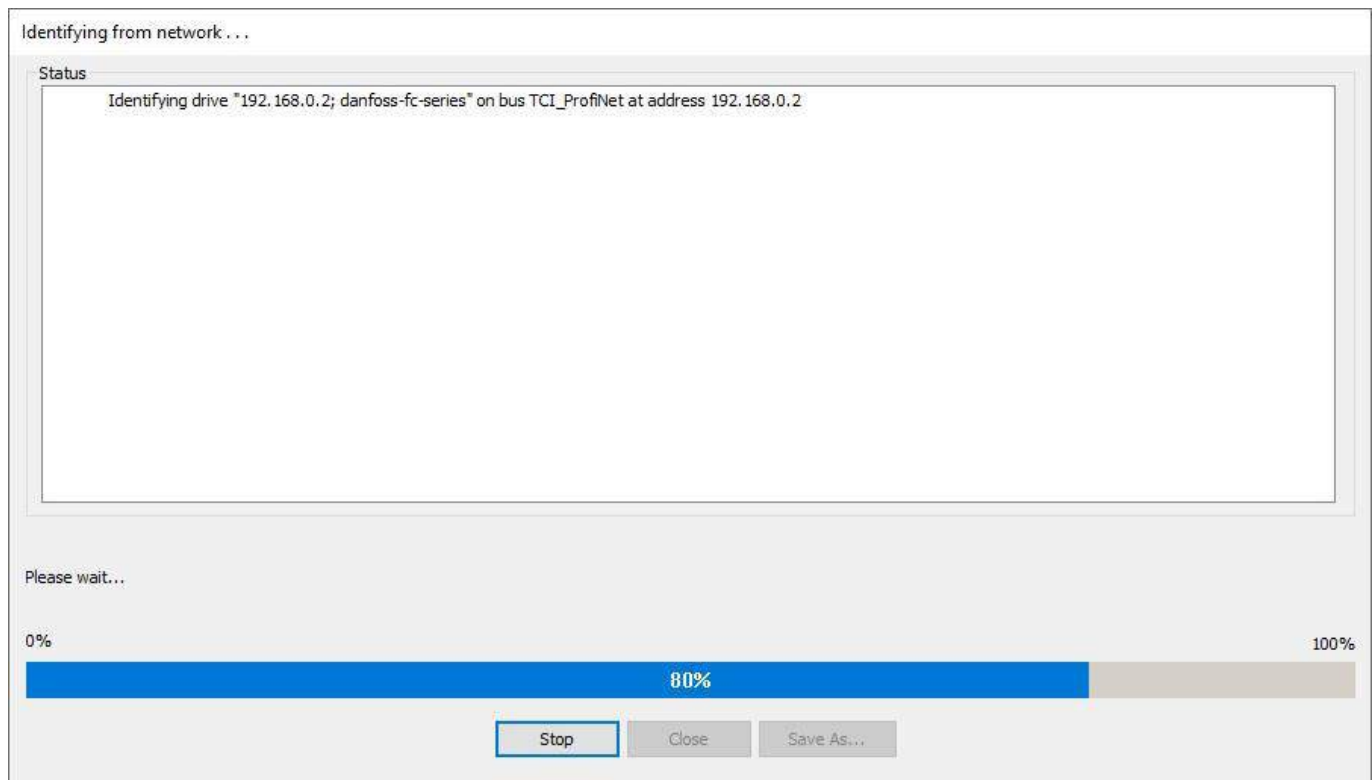 Identifying from network . . .
Status
Identifying drive "192.168.0.2; danfoss-fc-series" on bus TCI_ProfiNet at address 192.168.0.2
Please wait...
0%
100%
80%
Stop
Close
Save As...